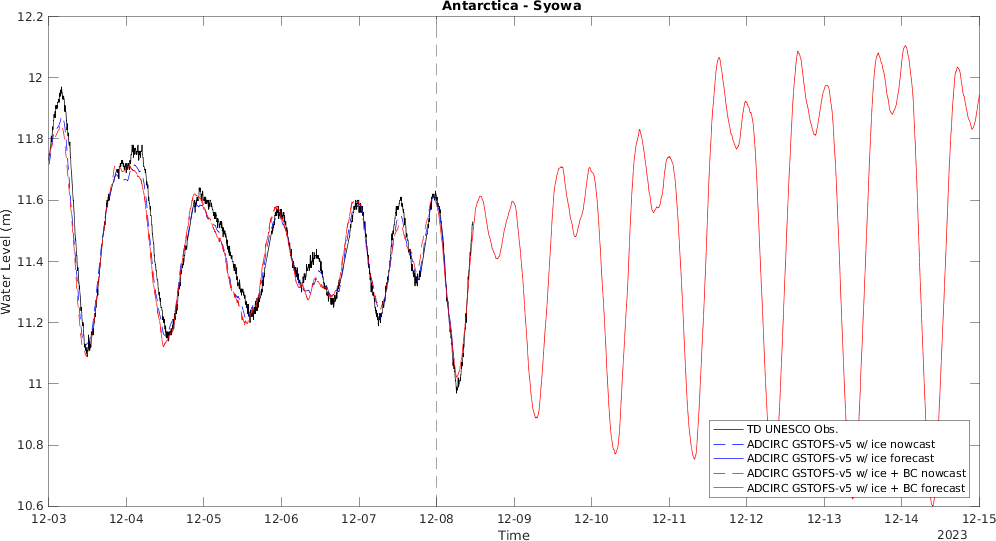 Antarctica - Syowa
12.2
12
11.8
11.6
11.4
11.2
11
10.8
10.6
Water Level (m)
TD UNESCO Obs.
ADCIRC GSTOFS-v5 w/ ice nowcast
ADCIRC GSTOFS-v5 w/ ice forecast
ADCIRC GSTOFS-v5 w/ ice + BC nowcast
ADCIRC GSTOFS-v5 w/ ice + BC forecast
12-03 12-04 12-05 12-06 12-07 12-08 12-09 12-10 12-11 12-12 12-13 12-14 12-15
Time
2023